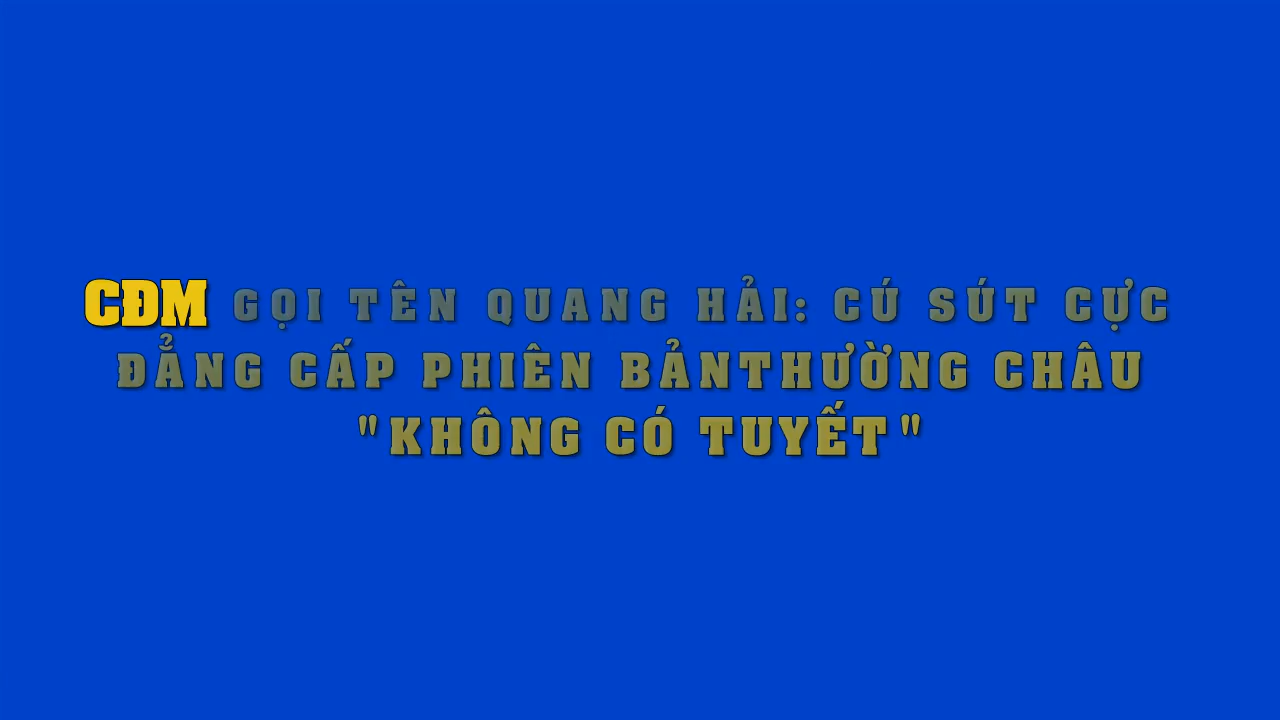 CĐM GỌI TÊN QUANG HẢI: CÚ SÚT CỰC
ĐẲNG CẤP PHIÊN BẢNTHƯỜNG CHÂU
"KHÔNG CÓ TUYẾT"